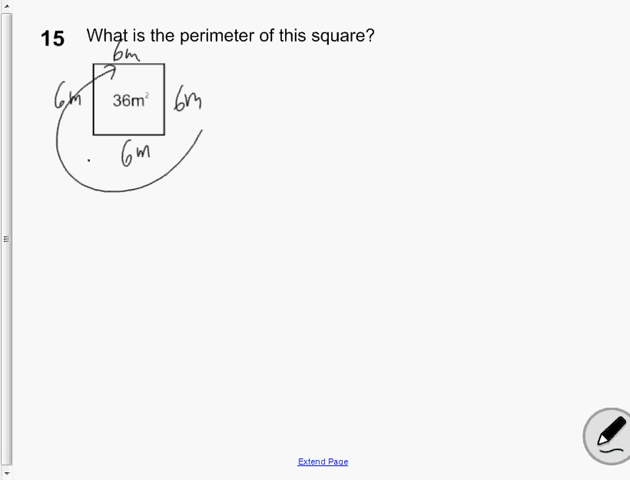 15 What is the perimeter of this square?
6m
6m 36m² 6m
6m
Extend Page